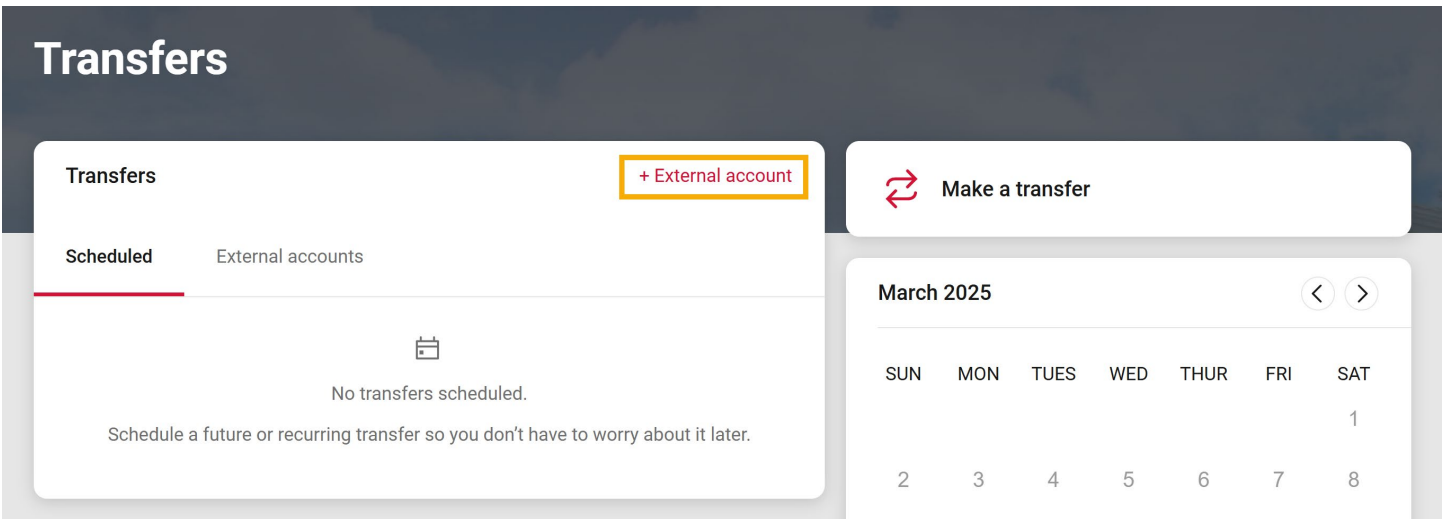 Transfers
Transfers
+ External account
Scheduled
External accounts
No transfers scheduled.
Schedule a future or recurring transfer so you don’t have to worry about it later.
Make a transfer
March 2025
SUN MON TUES WED THUR FRI SAT
1
2 3 4 5 6 7 8